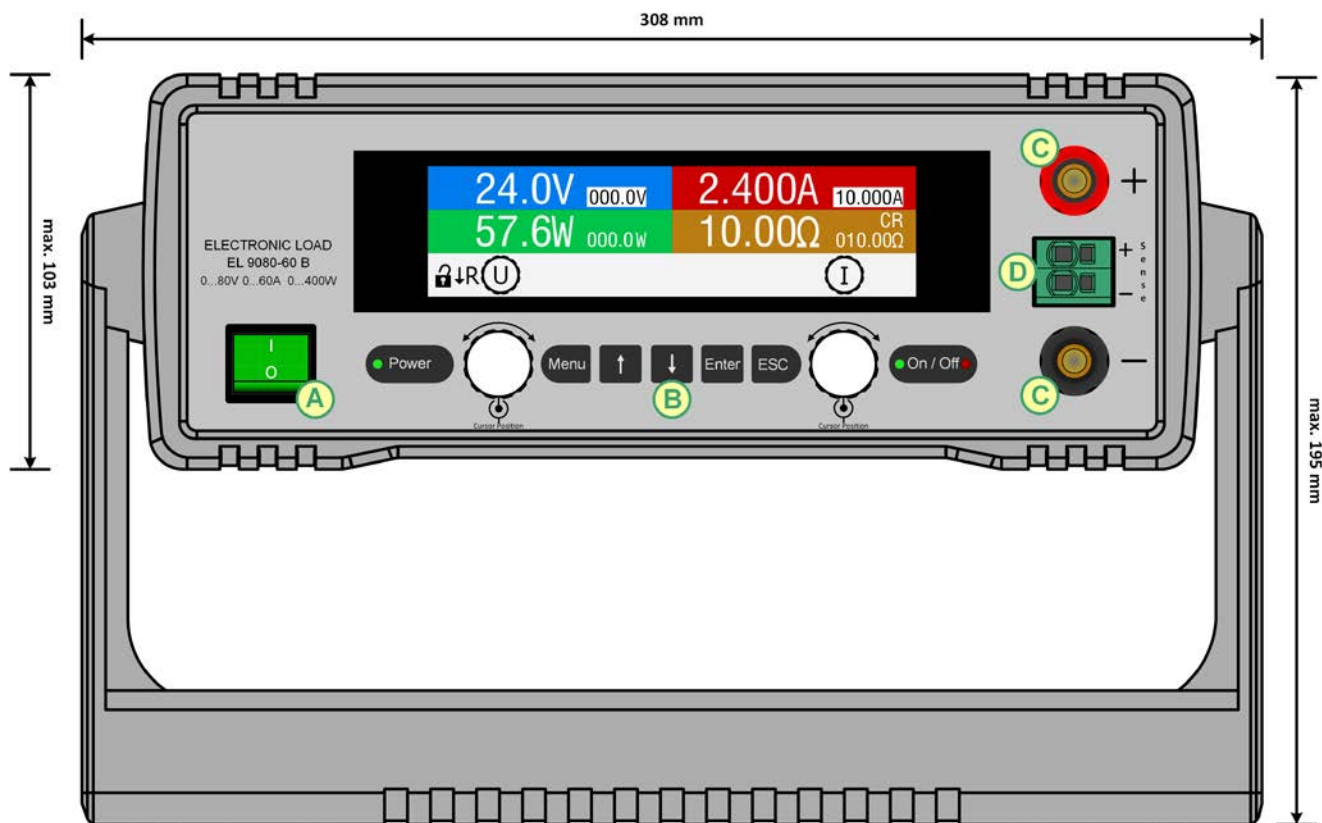 308 mm
max. 103 mm
max. 195 mm
ELECTRONIC LOAD
EL 9080-60 B
0...80V 0...60A 0...400W
24.0V 000.0V
2.400A 10.000A
57.6W 000.0W
10.00Ω CR 010.00Ω
↓R U I
C
+
D
+ Sense −
C
−
I
O
A
Power
Menu ↑ ↓ Enter ESC
B
On / Off
Cursor Position
Cursor Position